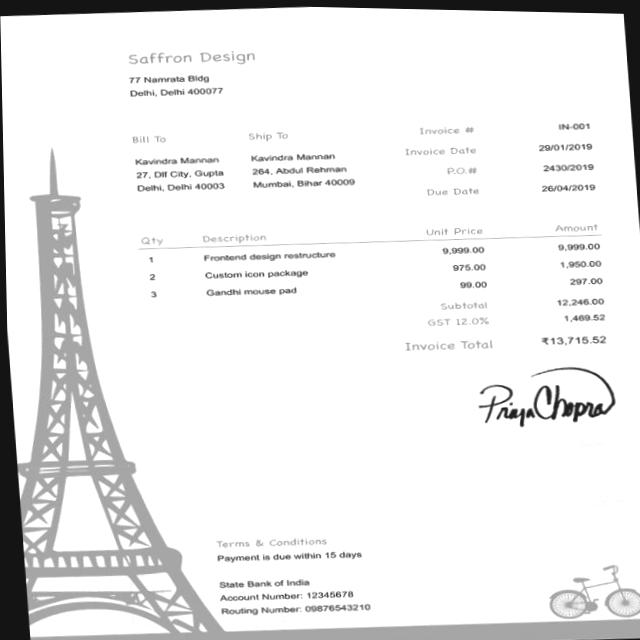 Saffron Design
77 Namrata Bldg
Delhi, Delhi 400077
Bill To
Kavindra Mannan
27, Dlf City, Gupta
Delhi, Delhi 40003
Ship To
Kavindra Mannan
264, Abdul Rehman
Mumbai, Bihar 40009
Invoice # IN-001
Invoice Date 29/01/2019
P.O.# 2430/2019
Due Date 26/04/2019
Qty Description Unit Price Amount
1 Frontend design restructure 9,999.00 9,999.00
2 Custom icon package 975.00 1,950.00
3 Gandhi mouse pad 99.00 297.00
Subtotal 12,246.00
GST 12.0% 1,469.52
Invoice Total ₹13,715.52
Priya Chopra
Terms & Conditions
Payment is due within 15 days
State Bank of India
Account Number: 12345678
Routing Number: 09876543210